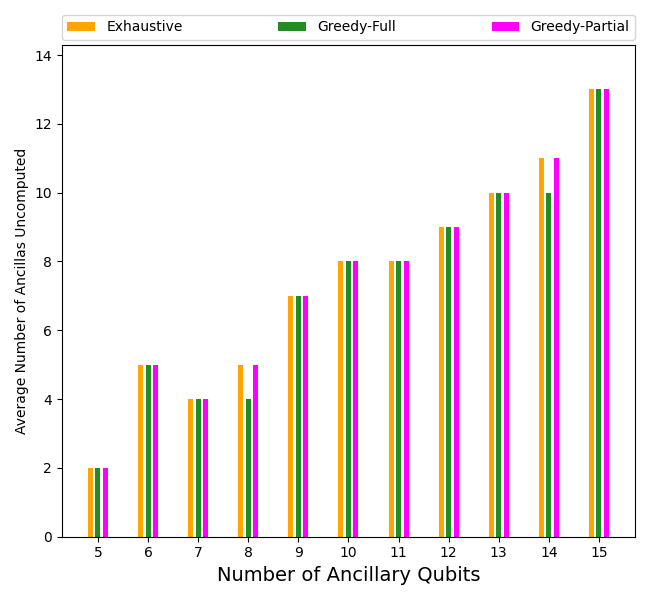 Exhaustive Greedy-Full Greedy-Partial
14
12
10
8
6
4
2
0
Average Number of Ancillas Uncomputed
5 6 7 8 9 10 11 12 13 14 15
Number of Ancillary Qubits